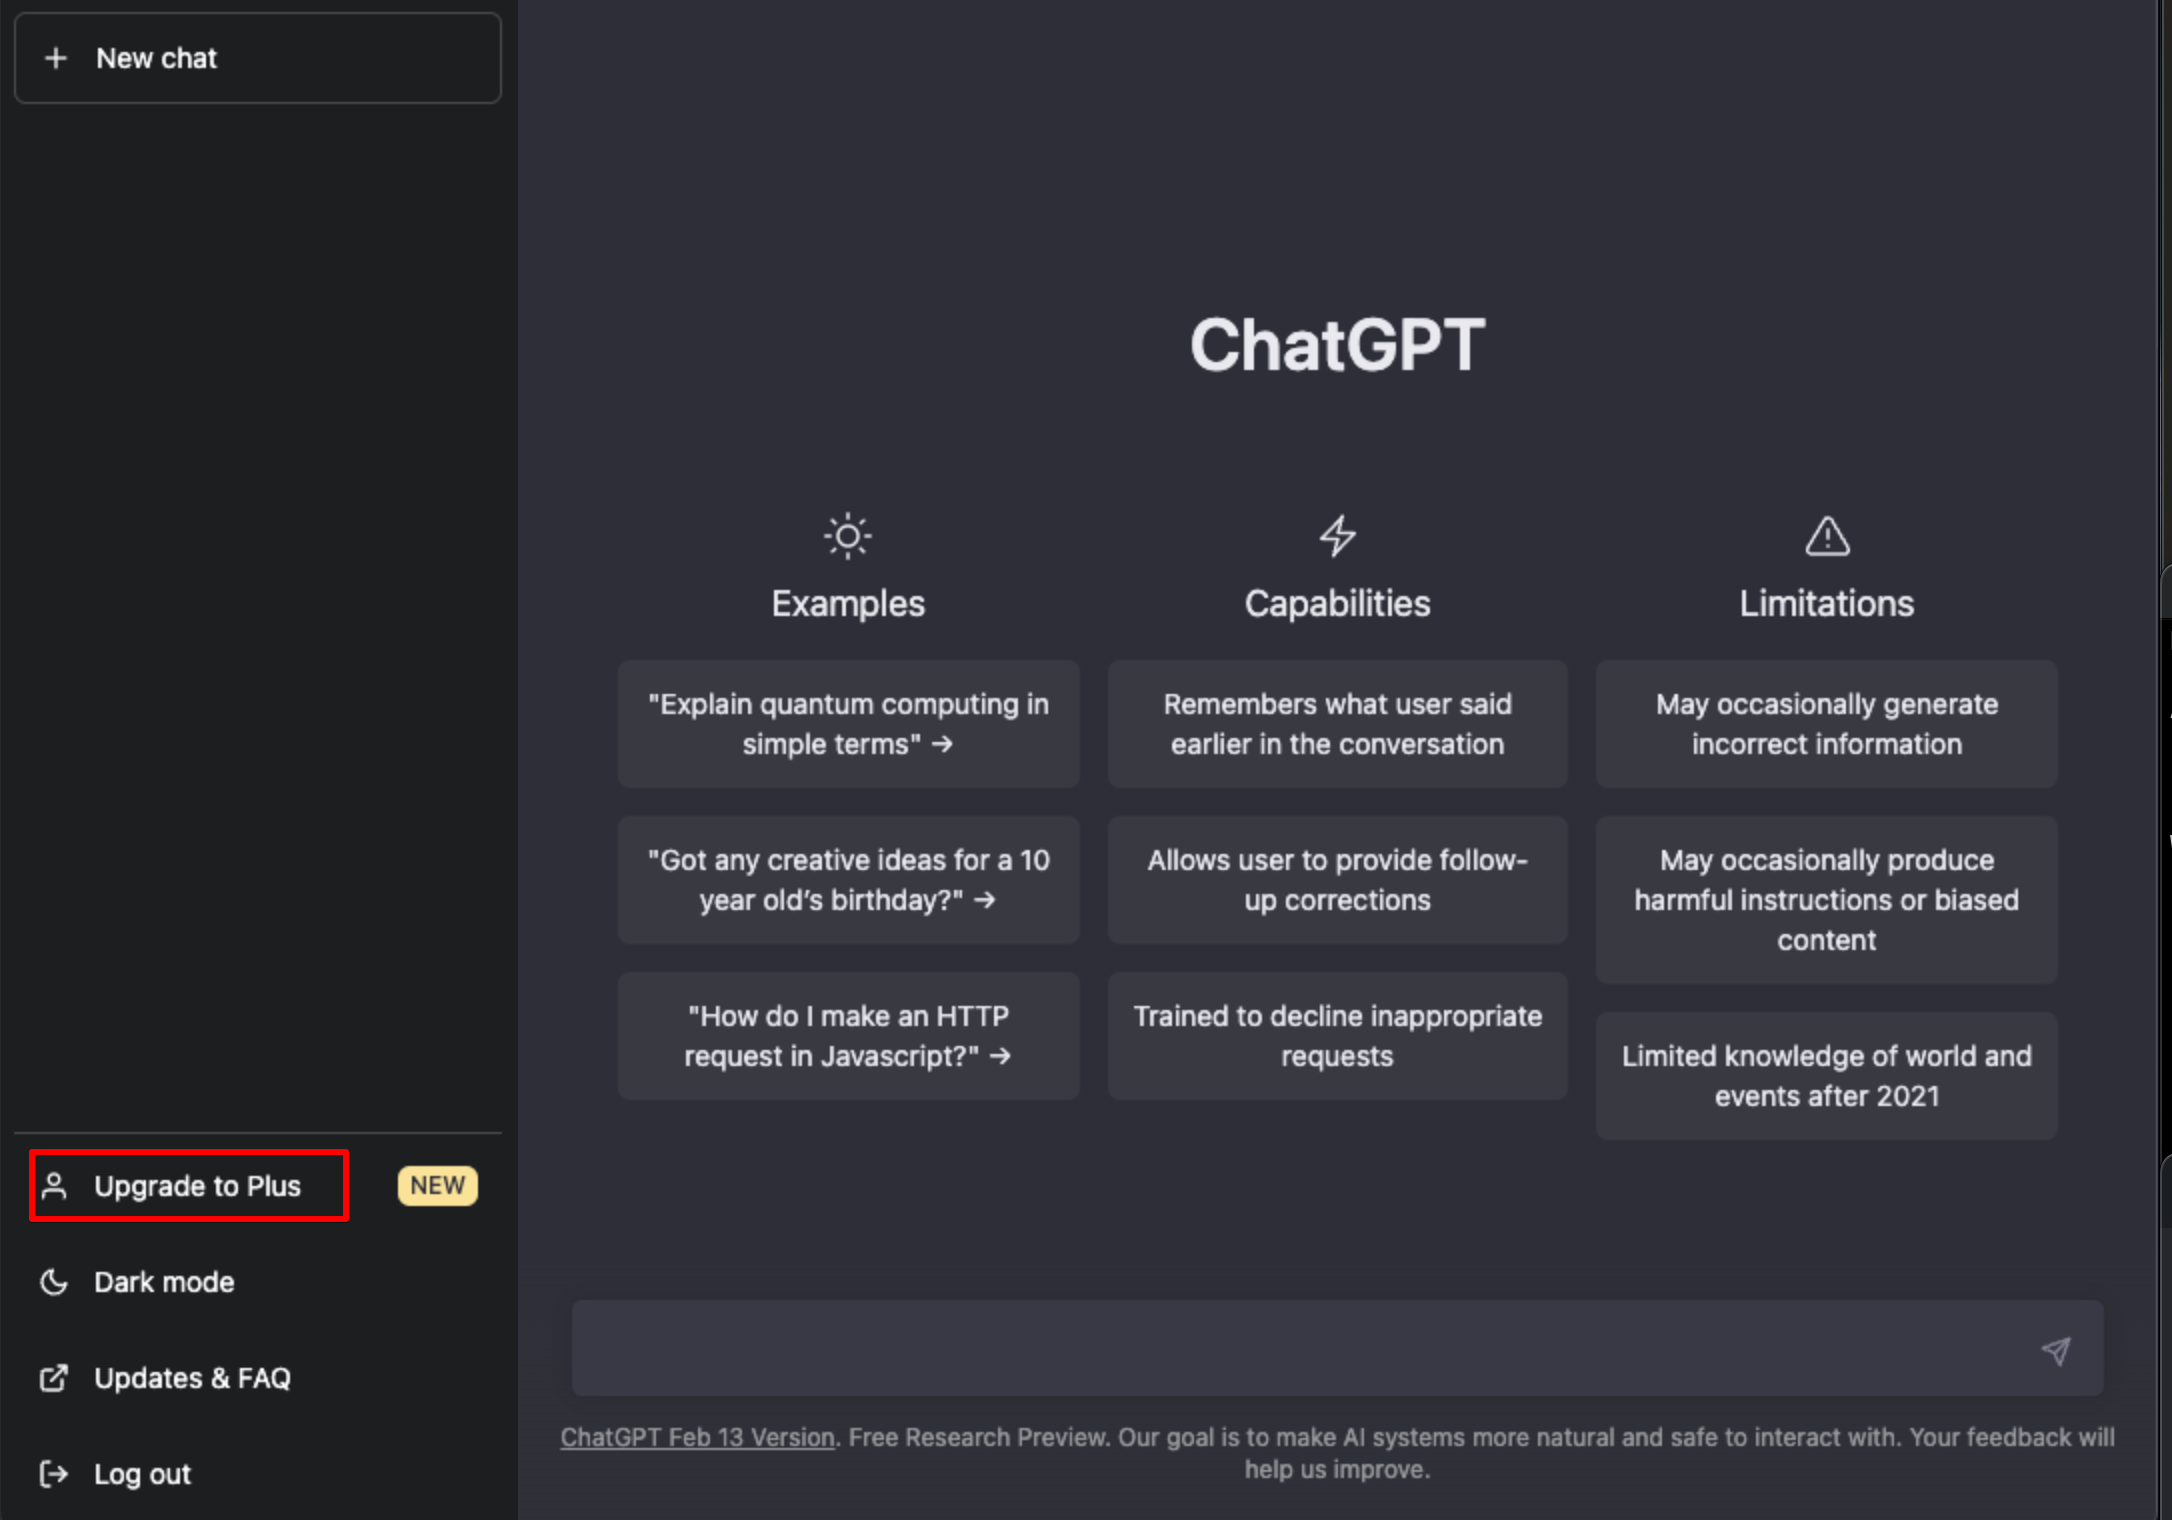 New chat
Upgrade to Plus
NEW
Dark mode
Updates & FAQ
Log out
ChatGPT
Examples
"Explain quantum computing in
simple terms" →
"Got any creative ideas for a 10
year old’s birthday?" →
"How do I make an HTTP
request in Javascript?" →
Capabilities
Remembers what user said
earlier in the conversation
Allows user to provide follow-
up corrections
Trained to decline inappropriate
requests
Limitations
May occasionally generate
incorrect information
May occasionally produce
harmful instructions or biased
content
Limited knowledge of world and
events after 2021
ChatGPT Feb 13 Version. Free Research Preview. Our goal is to make AI systems more natural and safe to interact with. Your feedback will
help us improve.